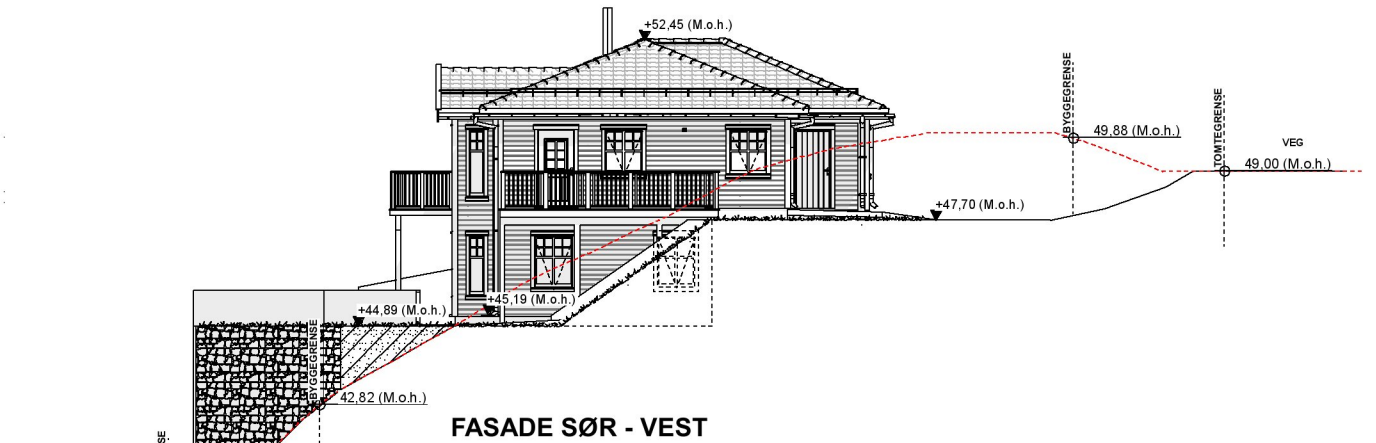 +52,45 (M.o.h.)
BYGGEGRENSE
49,88 (M.o.h.)
TOMTEGRENSE
VEG
49,00 (M.o.h.)
+47,70 (M.o.h.)
+45,19 (M.o.h.)
+44,89 (M.o.h.)
BYGGEGRENSE
42,82 (M.o.h.)
FASADE SØR - VEST